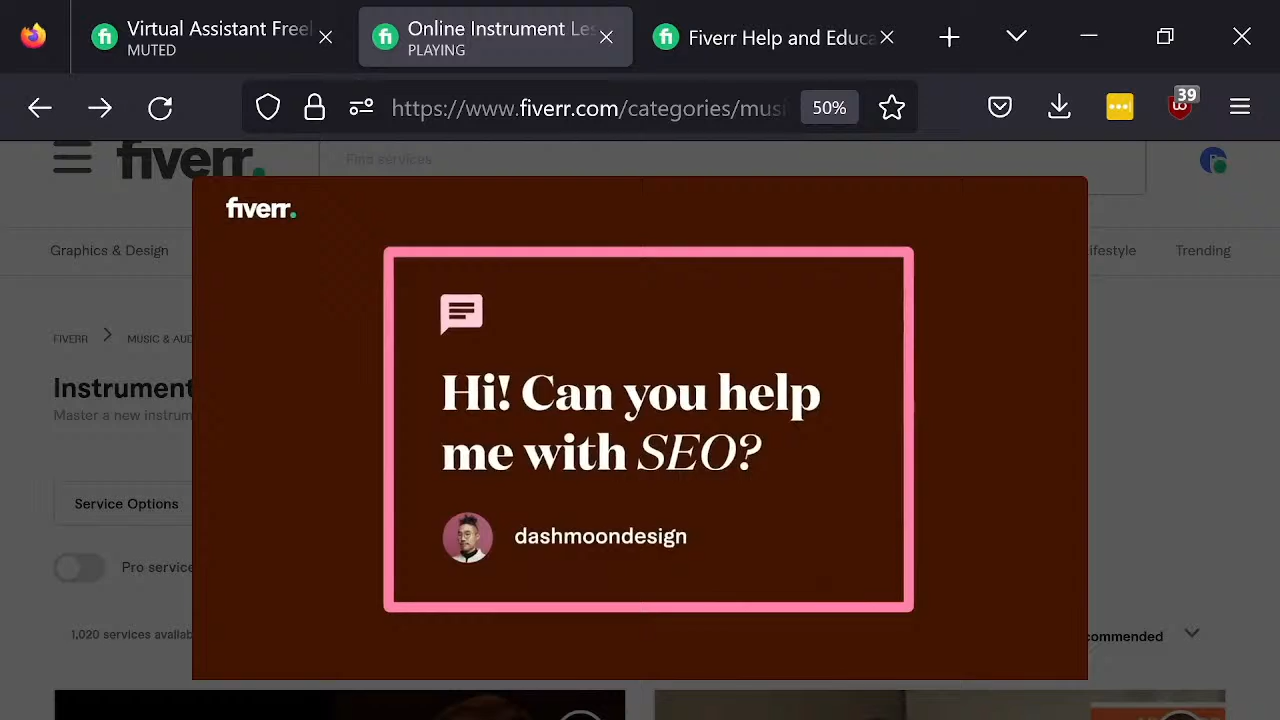 Virtual Assistant Freel
MUTED
Online Instrument Les
PLAYING
Fiverr Help and Educa
https://www.fiverr.com/categories/musi
50%
39
fiverr.
Find services
Graphics & Design
ifestyle
Trending
fiverr.
FIVERR
MUSIC & AUD
Instrument
Master a new instrum
Hi! Can you help
me with SEO?
dashmoondesign
Service Options
Pro service
1,020 services availab
commended